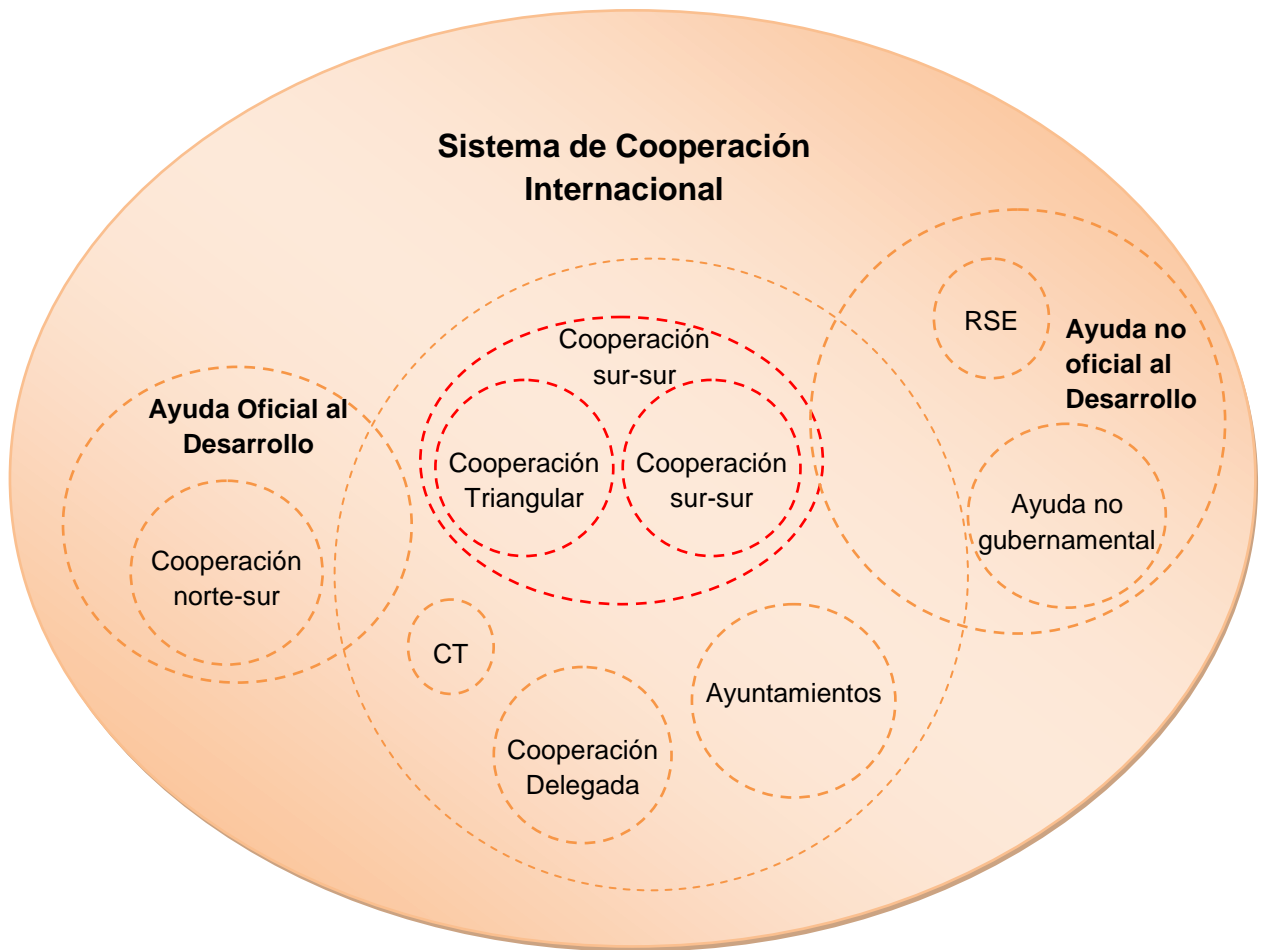 Sistema de Cooperación
Internacional
Ayuda Oficial al
Desarrollo
Cooperación
norte-sur
Cooperación
sur-sur
Cooperación
Triangular
Cooperación
sur-sur
CT
Cooperación
Delegada
Ayuntamientos
RSE
Ayuda no
oficial al
Desarrollo
Ayuda no
gubernamental